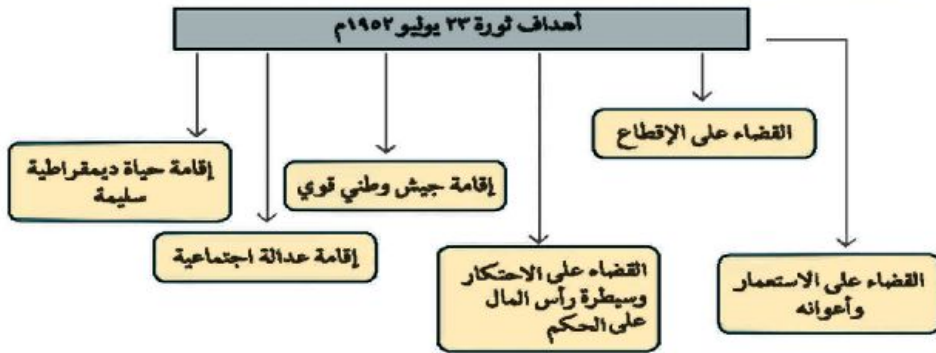 أهداف ثورة ٢٣ يوليو ١٩٥٢م
القضاء على الاستعمار
وأعوانه
القضاء على الإقطاع
القضاء على الاحتكار
وسيطرة رأس المال
على الحكم
إقامة جيش وطني قوي
إقامة عدالة اجتماعية
إقامة حياة ديمقراطية
سليمة